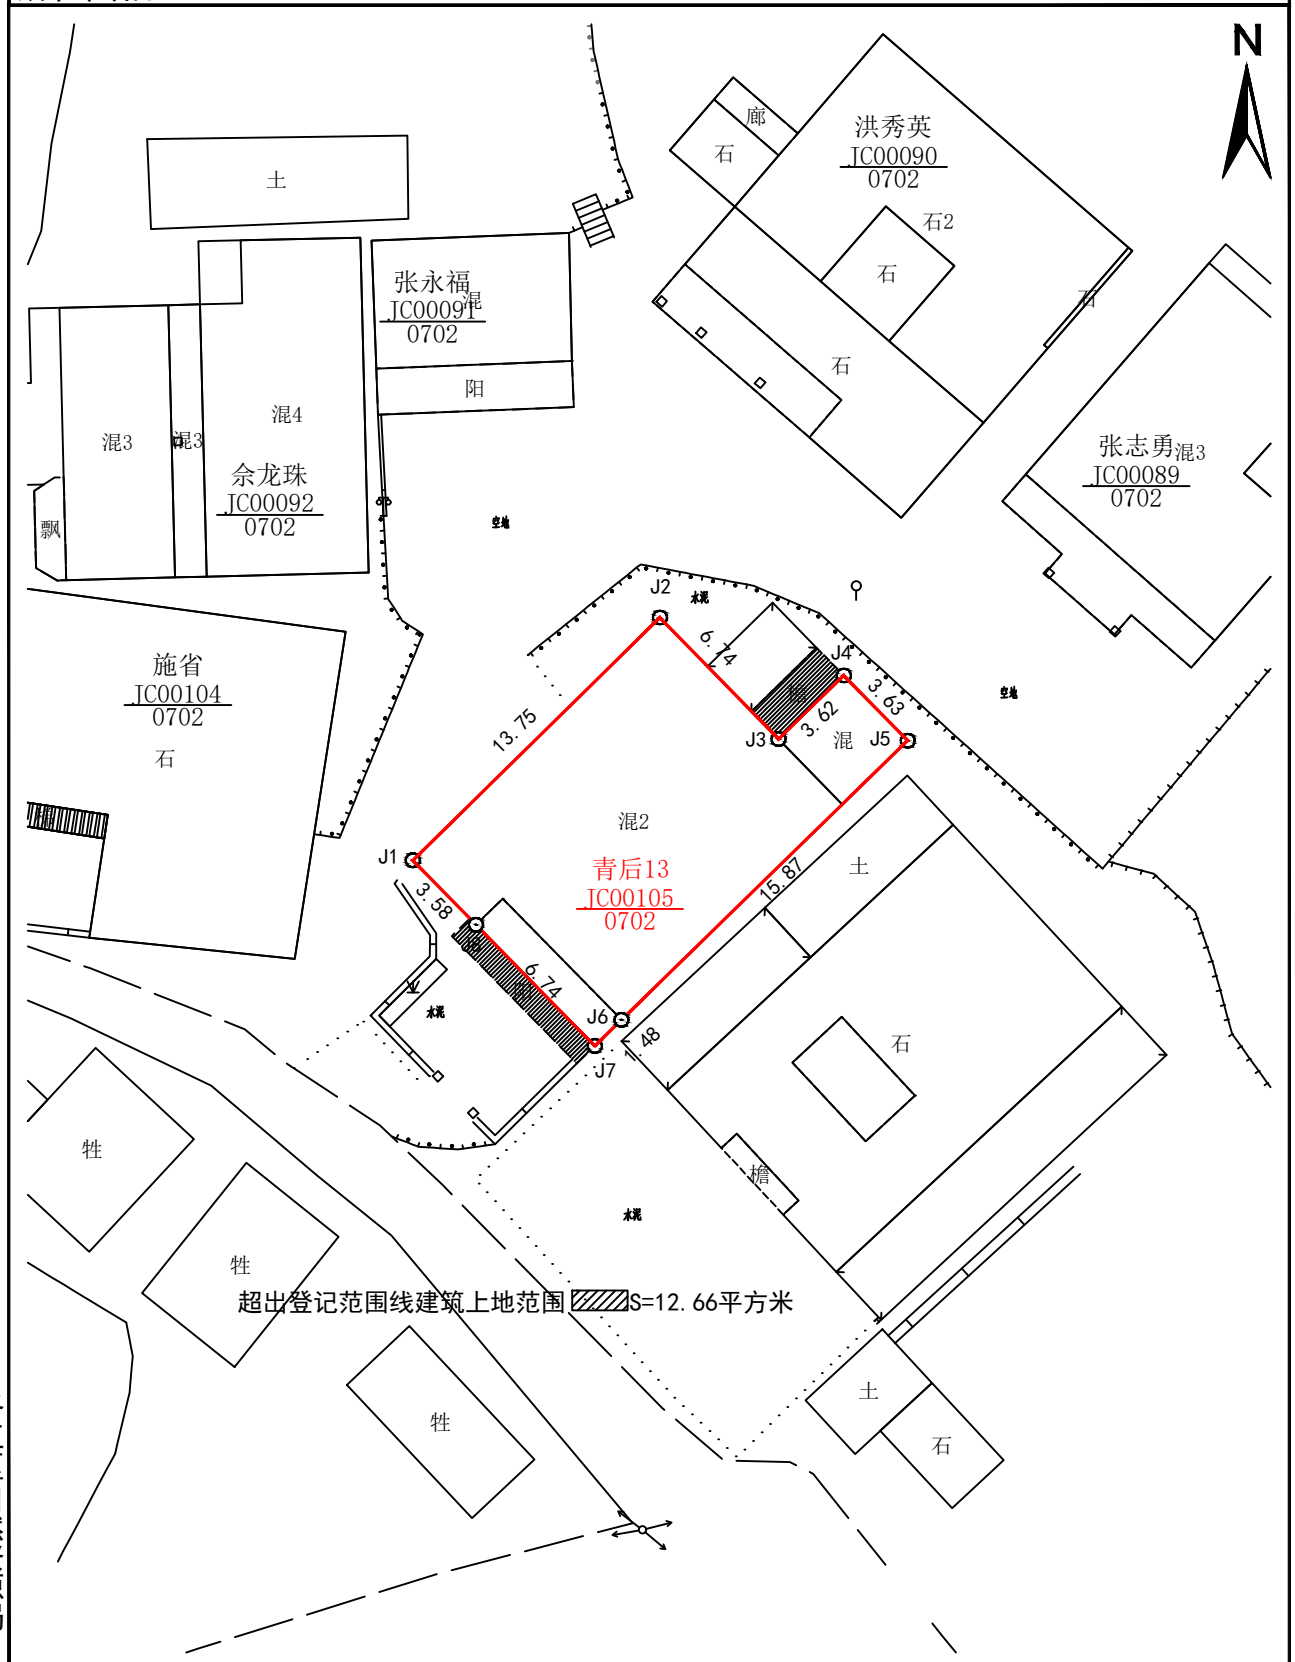 N
廊
石
洪秀英
JC00090
0702
土
石2
石
石
石
张永福
混
JC00091
0702
阳
混4
混3
混3
佘龙珠
JC00092
0702
飘
张志勇
混3
JC00089
0702
空地
J2
水泥
6.74
J4
3.63
空地
施省
JC00104
0702
石
檐
3.62
J3
混
J5
13.75
混2
J1
青后13
JC00105
0702
15.87
土
3.58
J8
6.74
水泥
J6
1.48
J7
石
牲
檐
水泥
牲
超出登记范围线建筑上地范围
S=12.66平方米
牲
土
石